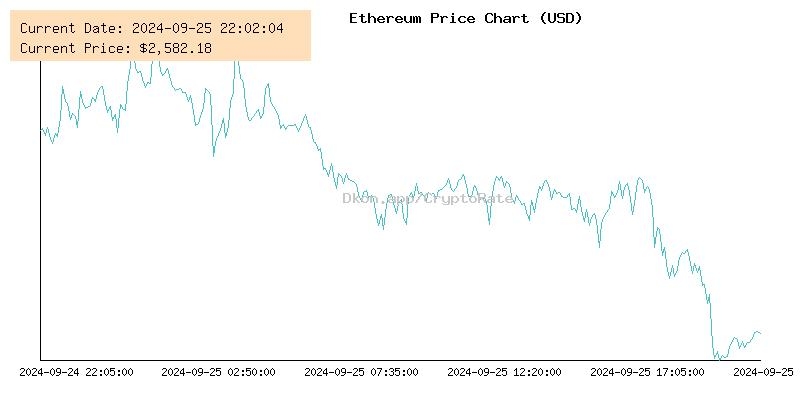 Ethereum Price Chart (USD)
Current Date: 2024-09-25 22:02:04
Current Price: $2,582.18
Dkon.app/CryptoRate
2024-09-24 22:05:00
2024-09-25 02:50:00
2024-09-25 07:35:00
2024-09-25 12:20:00
2024-09-25 17:05:00
2024-09-25